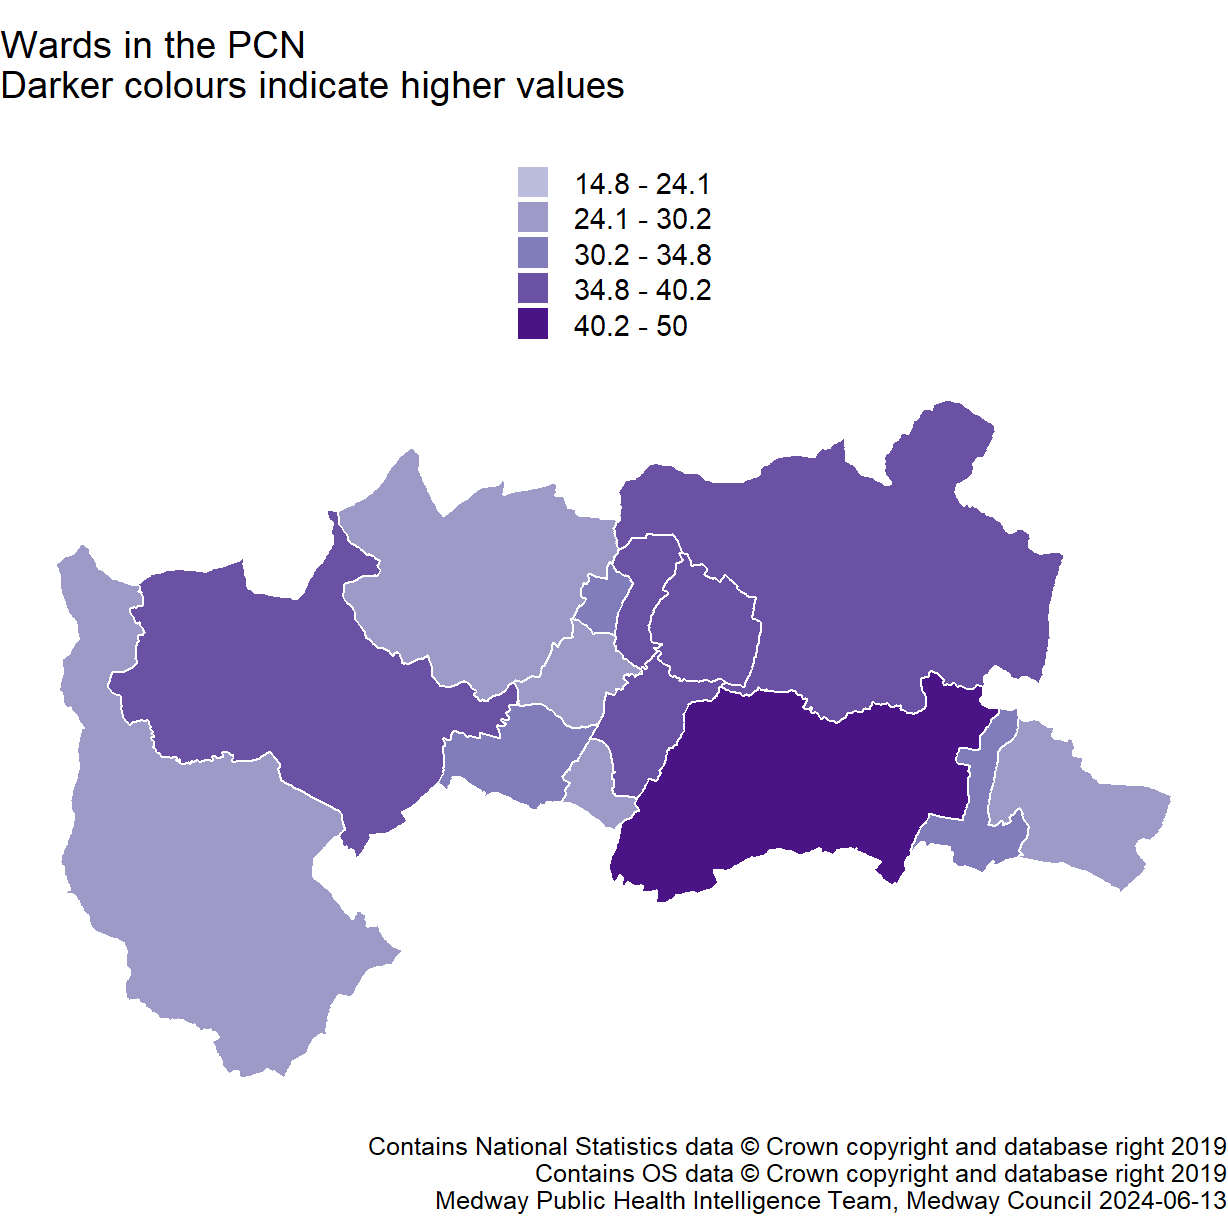 Wards in the PCN
Darker colours indicate higher values
14.8 - 24.1
24.1 - 30.2
30.2 - 34.8
34.8 - 40.2
40.2 - 50
Contains National Statistics data © Crown copyright and database right 2019
Contains OS data © Crown copyright and database right 2019
Medway Public Health Intelligence Team, Medway Council 2024-06-13